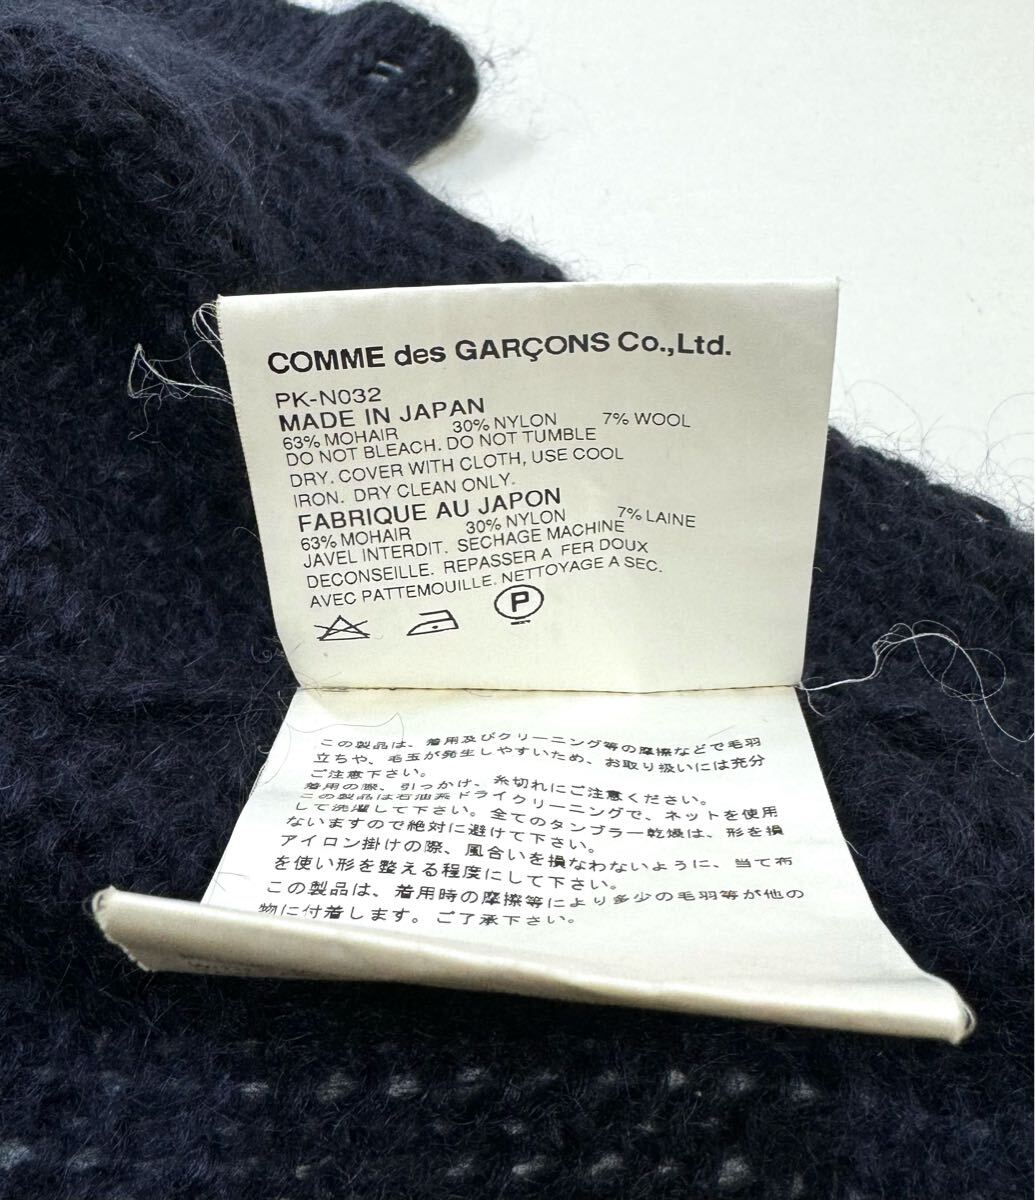 COMME des GARÇONS Co.,Ltd.
PK-N032
MADE IN JAPAN
63% MOHAIR 30% NYLON 7% WOOL
DO NOT BLEACH. DO NOT TUMBLE
DRY. COVER WITH CLOTH, USE COOL
IRON. DRY CLEAN ONLY.
FABRIQUE AU JAPON
63% MOHAIR 30% NYLON 7% LAINE
JAVEL INTERDIT. SECHAGE MACHINE
DECONSEILLE. REPASSER A FER DOUX
AVEC PATTEMOUILLE. NETTOYAGE A SEC.
P
この製品は、着用及びクリーニング等の摩擦などで毛羽
立ちや、毛玉が発生しやすいため、お取り扱いには充分
ご注意下さい。
着用の際、引っかけ、糸切れにご注意ください。
この製品は石油系ドライクリーニングで、ネットを使用
して洗濯して下さい。全てのタンブラー乾燥は、形を損
ないますので絶対に避けて下さい。
アイロン掛けの際、風合いを損なわないように、当て布
を使い形を整える程度にして下さい。
この製品は、着用時の摩擦等により多少の毛羽等が他の
物に付着します。ご了承下さい。